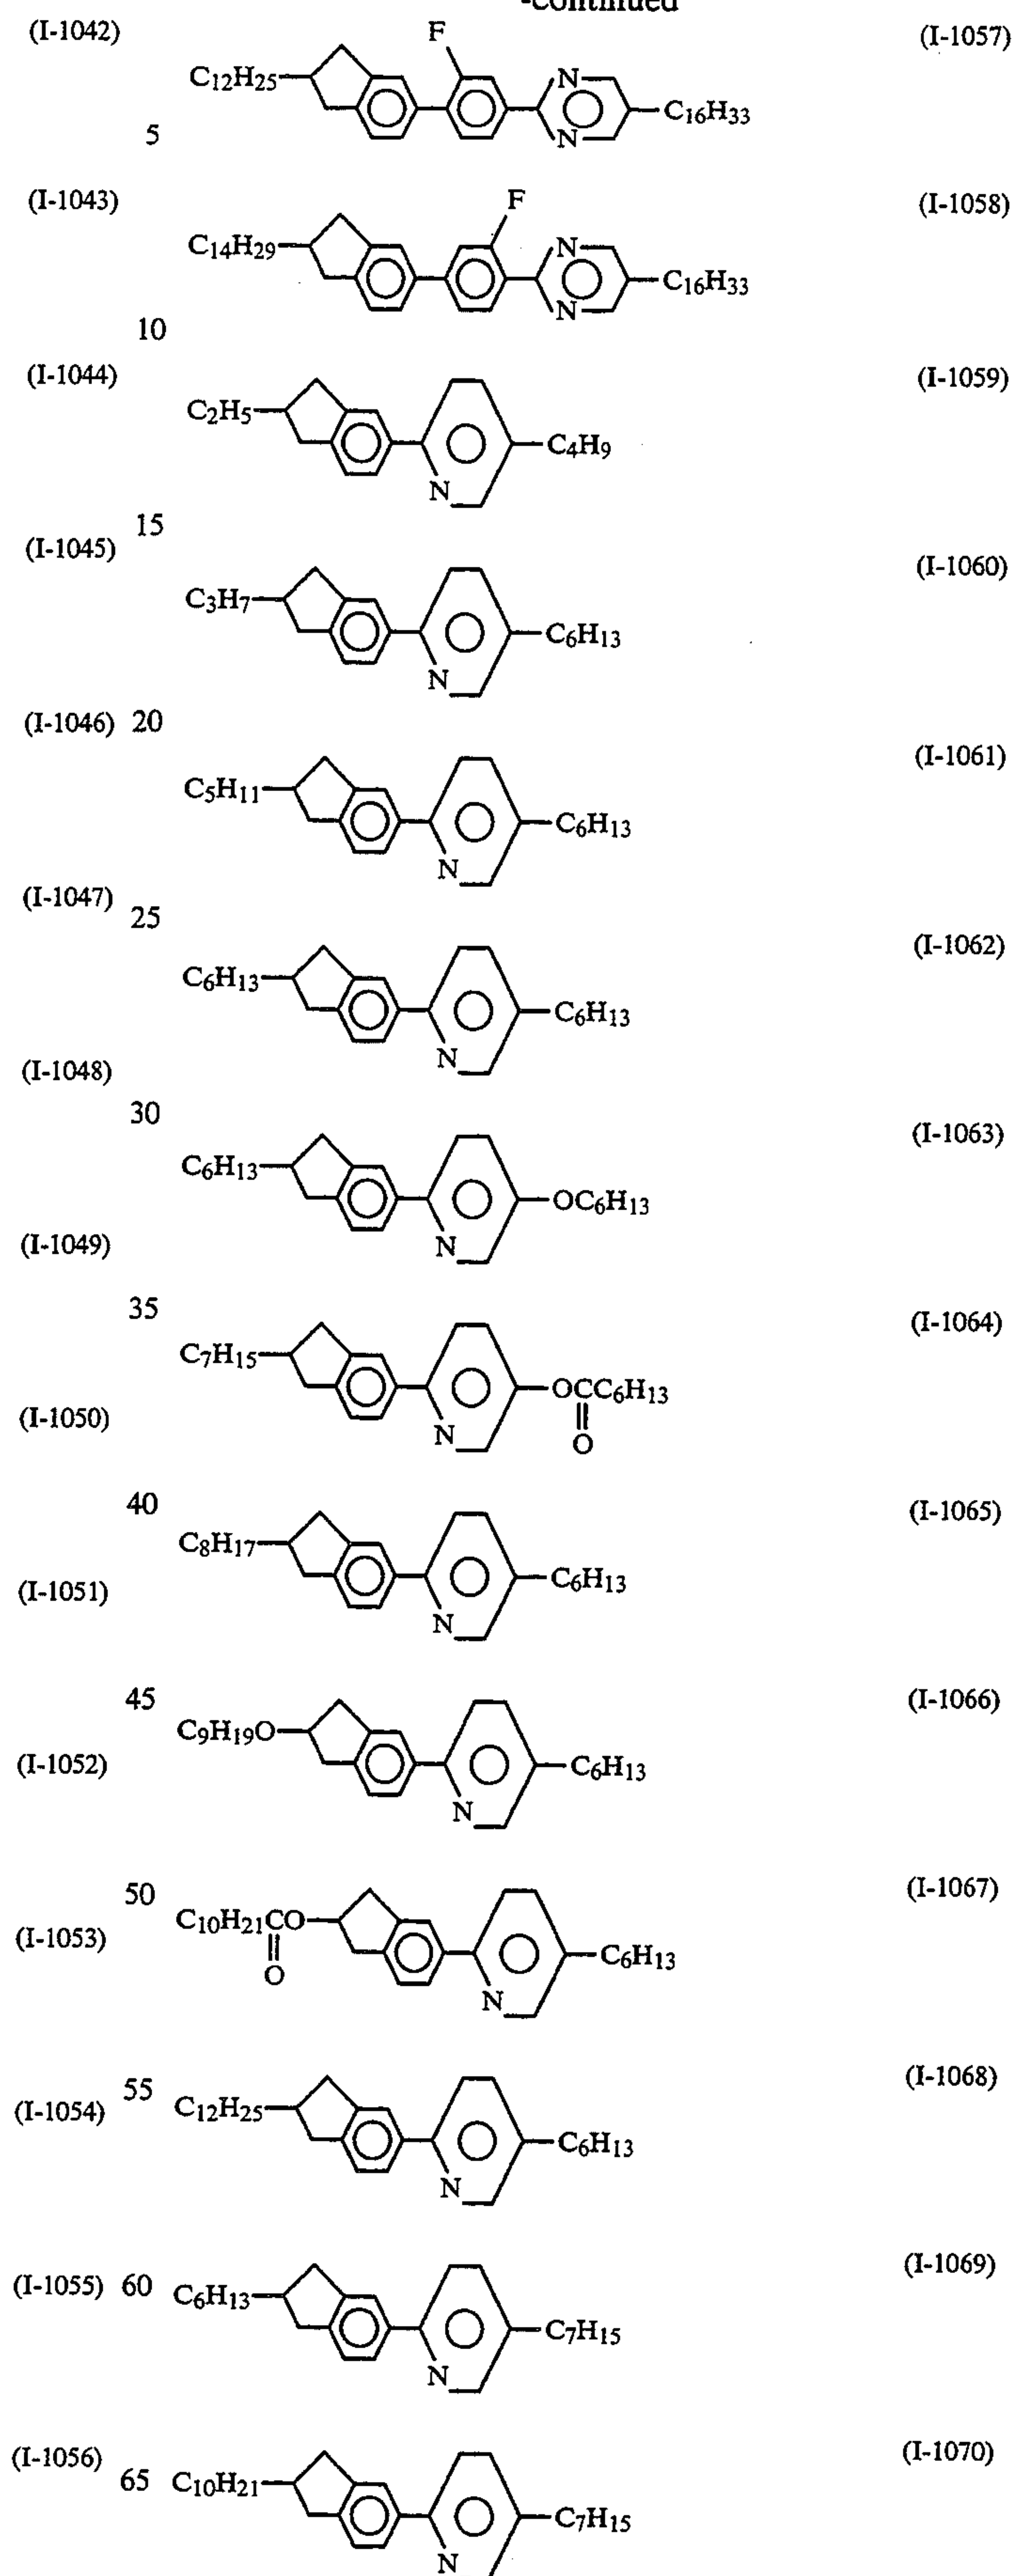 -continued
(I-1042)
F
(I-1057)
C12H25
N
N
C16H33
5
(I-1043)
F
(I-1058)
C14H29
N
N
C16H33
10
(I-1044)
(I-1059)
C2H5
N
C4H9
15
(I-1045)
(I-1060)
C3H7
N
C6H13
(I-1046) 20
(I-1061)
C5H11
N
C6H13
(I-1047)
25
(I-1062)
C6H13
N
C6H13
(I-1048)
30
(I-1063)
C6H13
N
OC6H13
(I-1049)
35
(I-1064)
C7H15
N
OCC6H13
O
(I-1050)
40
(I-1065)
C8H17
N
C6H13
(I-1051)
45
(I-1066)
C9H19O
N
C6H13
(I-1052)
50
(I-1067)
C10H21CO
O
N
C6H13
(I-1053)
55
(I-1068)
C12H25
N
C6H13
(I-1054)
(I-1069)
(I-1055) 60
C6H13
N
C7H15
(I-1056)
(I-1070)
65
C10H21
N
C7H15